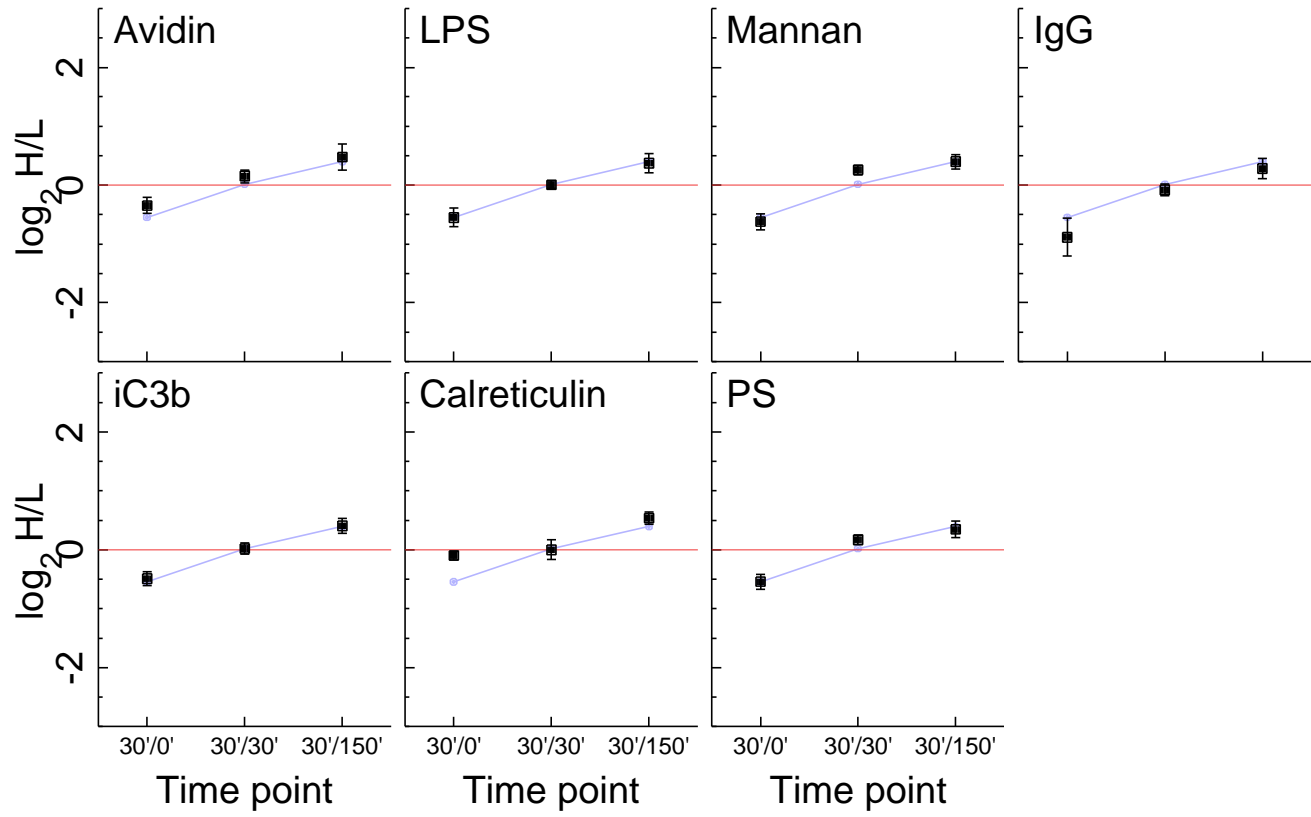 Avidin
LPS
Mannan
IgG
log2 H/L
2
0
-2
iC3b
Calreticulin
PS
log2 H/L
2
0
-2
30'/0' 30'/30' 30'/150'
30'/0' 30'/30' 30'/150'
30'/0' 30'/30' 30'/150'
Time point
Time point
Time point